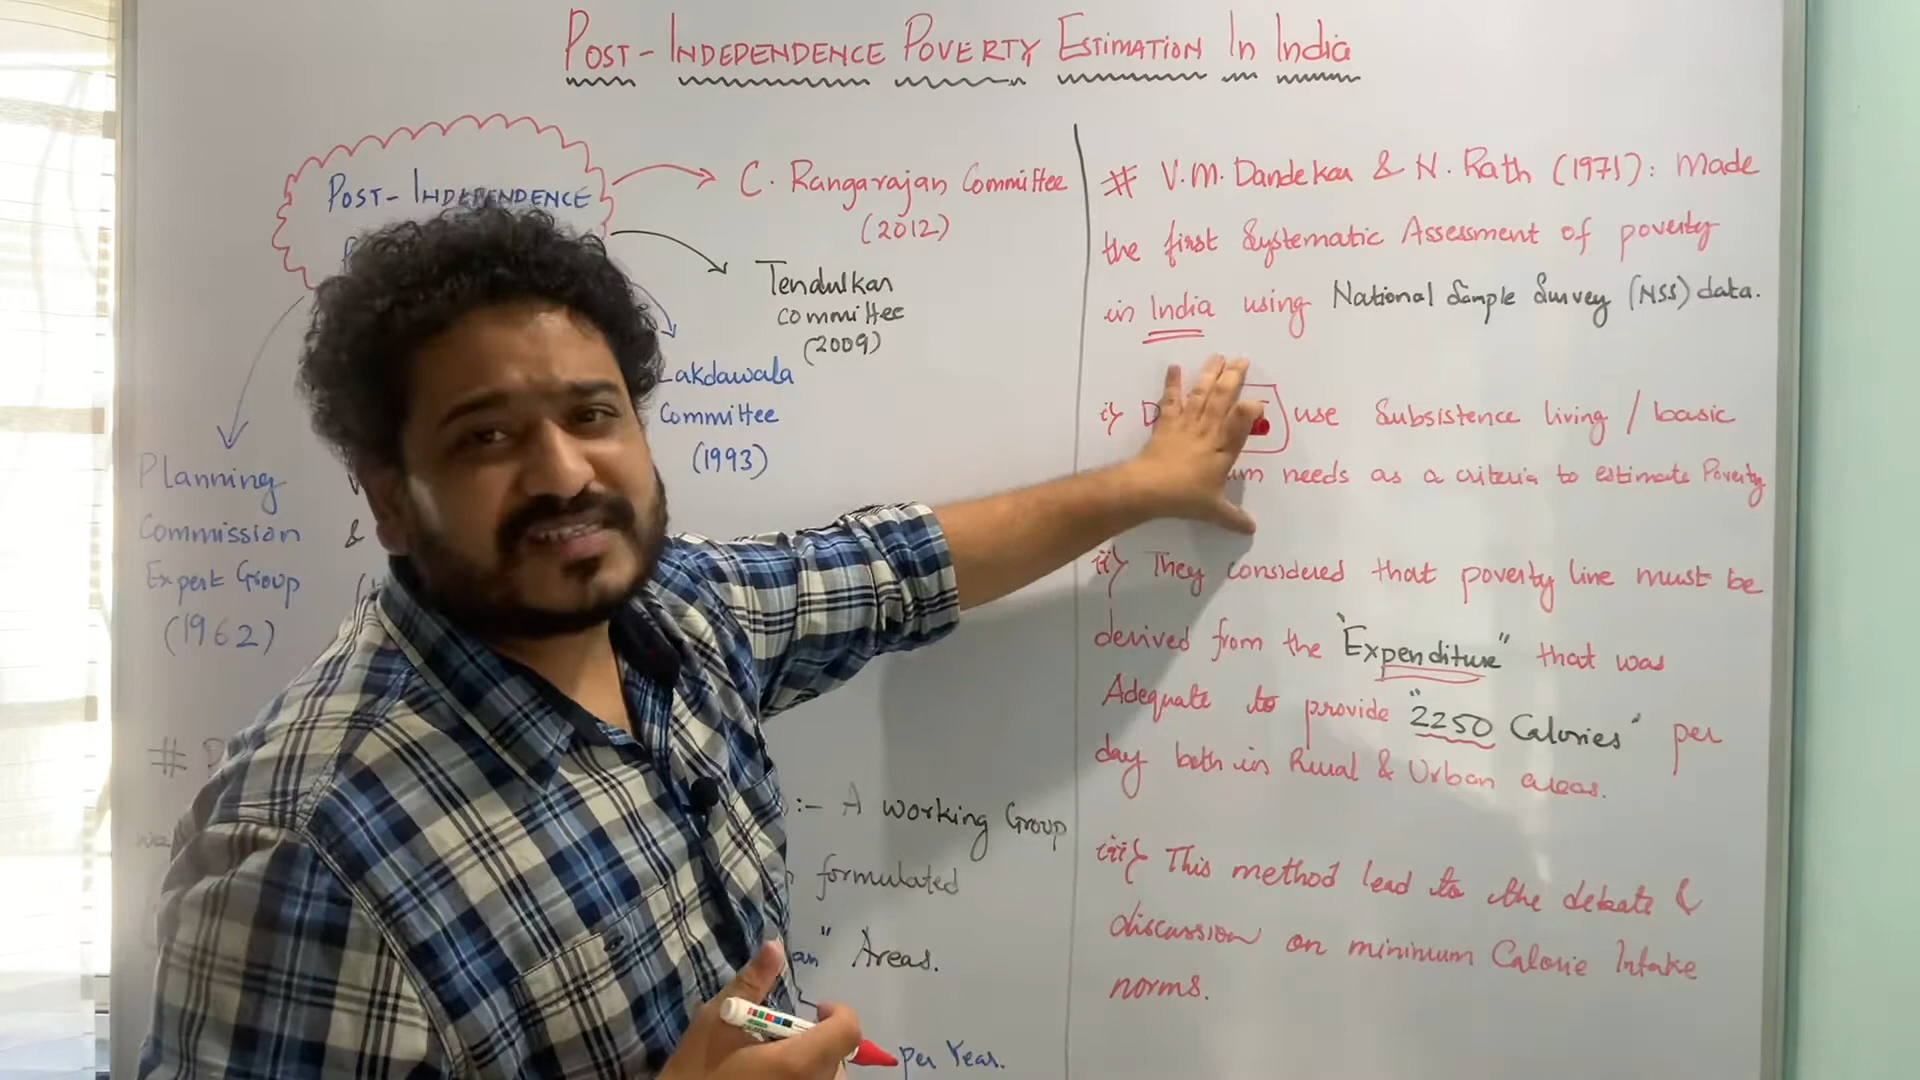 POST-INDEPENDENCE POVERTY ESTIMATION IN India
POST-INDEPENDENCE
C. Rangarajan Committee
(2012)
Tendulkar
committee
(2009)
Lakdawala
Committee
(1993)
Planning
Commission
Expert Group
(1962)
&
#
:- A working Group
formulated
Areas.
per Year.
# V.M. Dandekar & N. Rath (1971): Made
the first Systematic Assessment of poverty
in India using National Sample Survey (NSS) data.
i) use Subsistence living / basic
needs as a criteria to estimate Poverty
ii) They considered that poverty line must be
derived from the "Expenditure" that was
Adequate to provide "2250 Calories" per
day both in Rural & Urban areas.
iii) This method lead to the debate &
discussion on minimum Calorie Intake
norms.